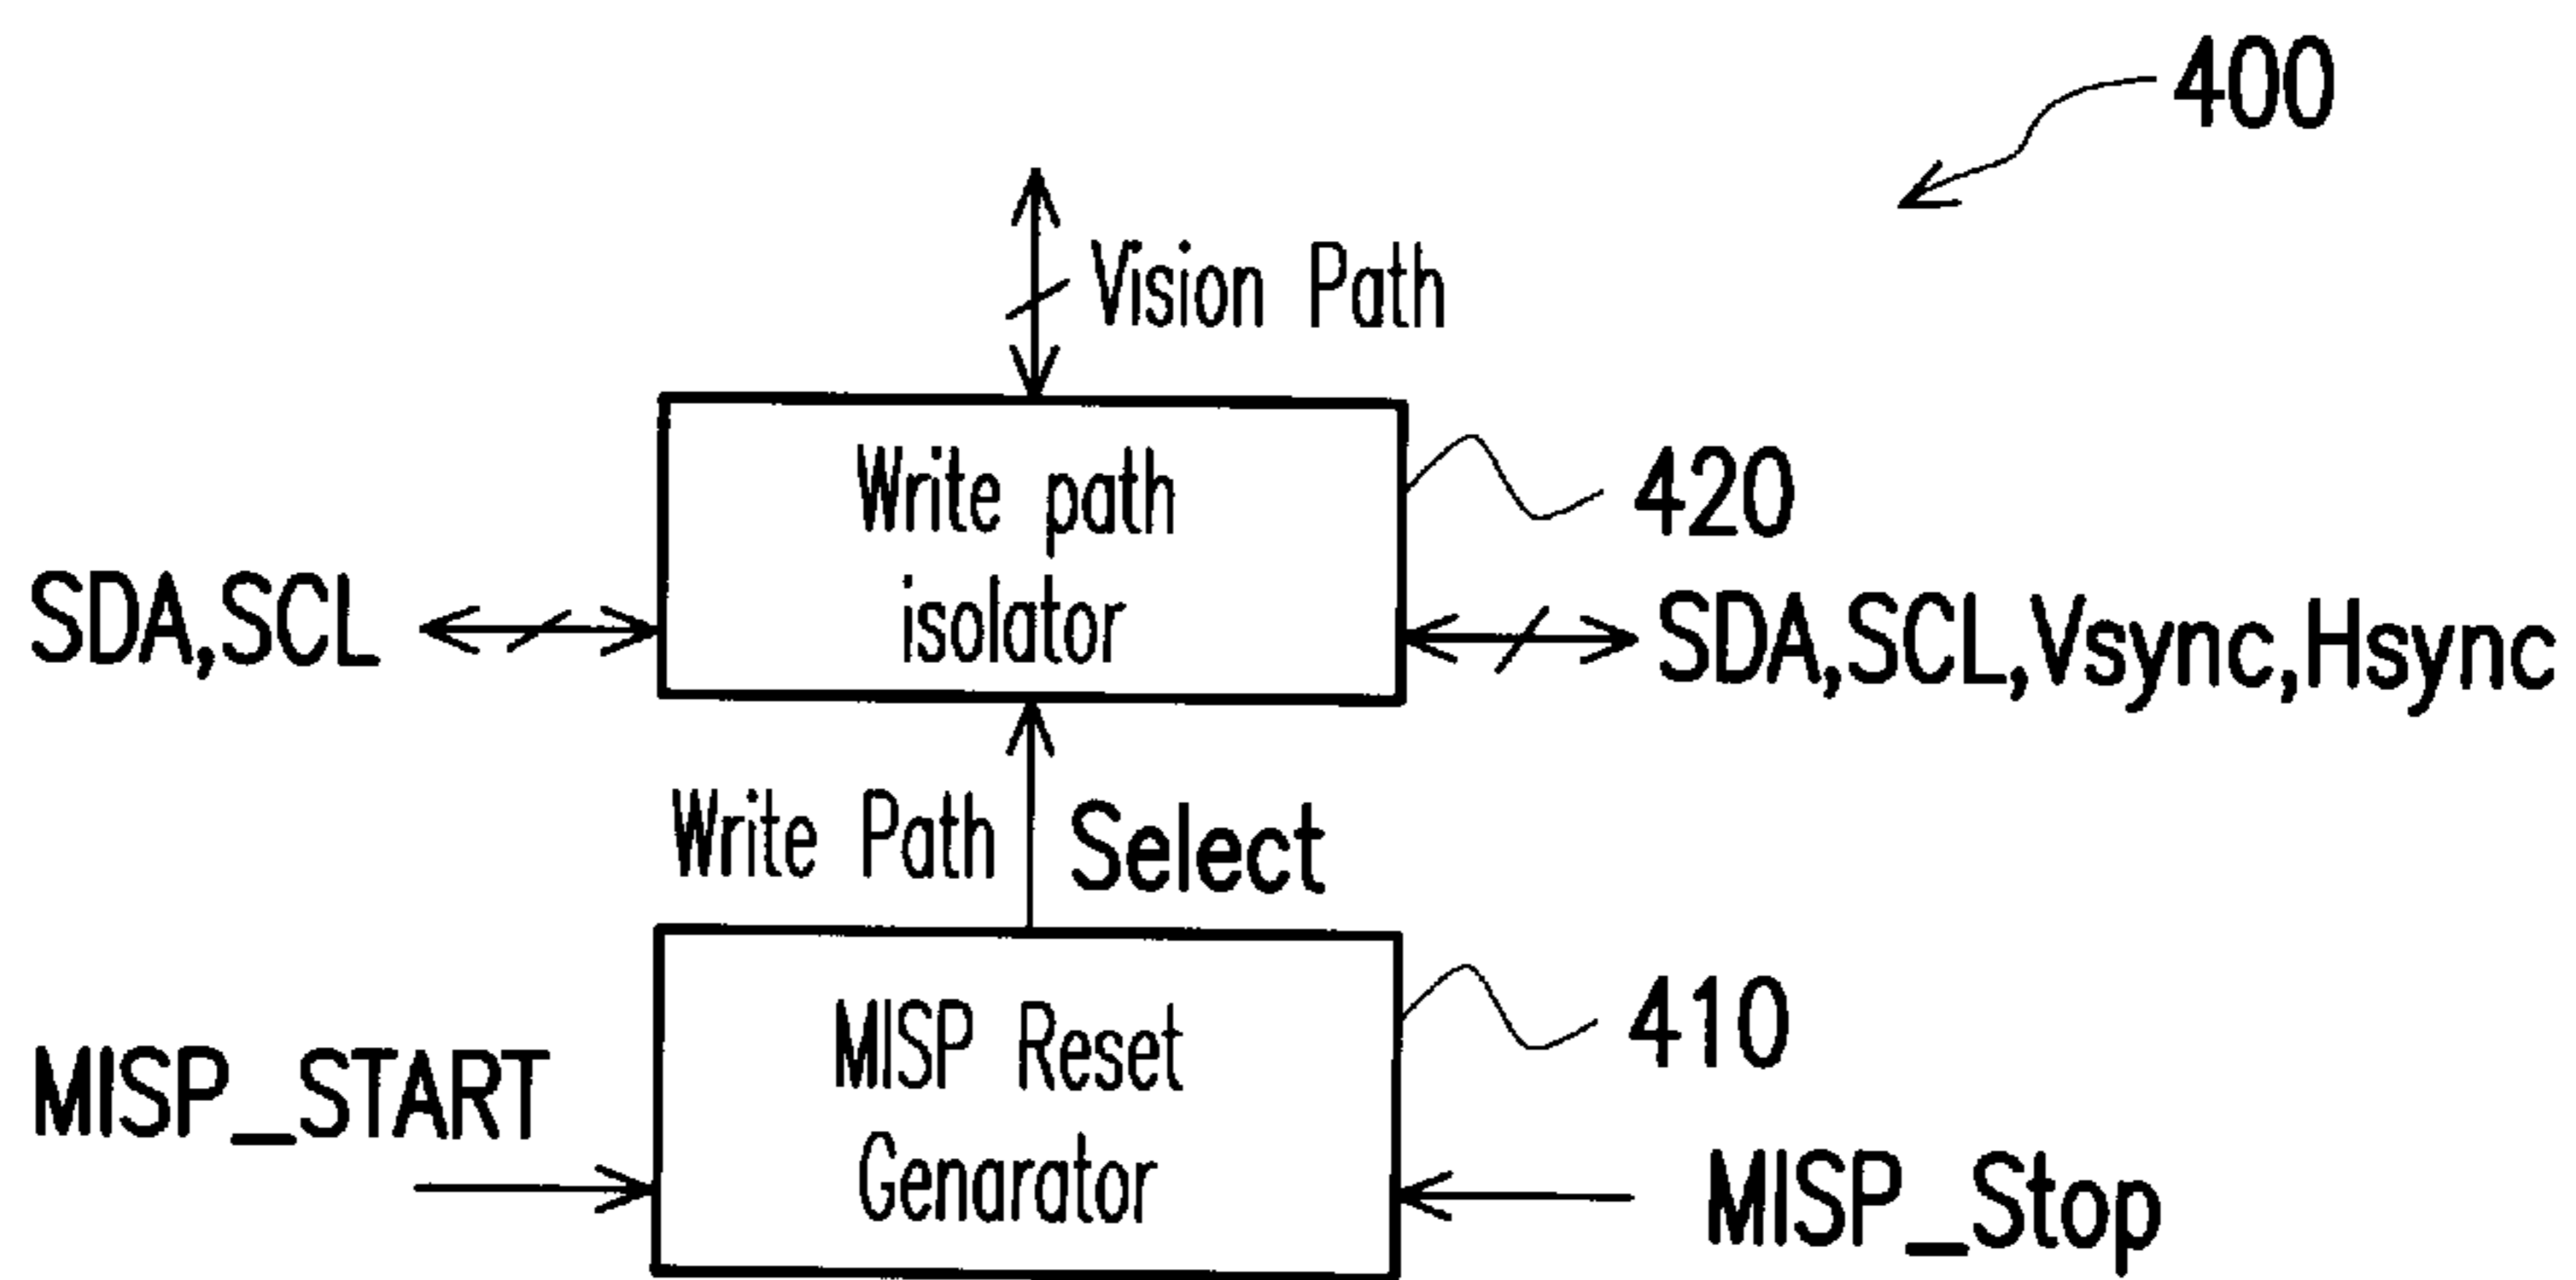 400
Vision Path
Write path
isolator
420
SDA,SCL
SDA,SCL,Vsync,Hsync
Write Path Select
MISP Reset
Genarator
410
MISP_START
MISP_Stop